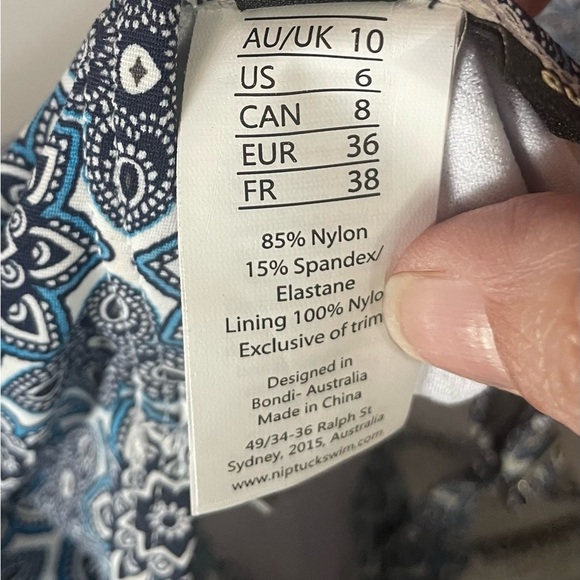 AU/UK 10
US 6
CAN 8
EUR 36
FR 38
85% Nylon
15% Spandex/
Elastane
Lining 100% Nylo
Exclusive of trim
Designed in
Bondi- Australia
Made in China
49/34-36 Ralph St
Sydney, 2015, Australia
www.niptuckswim.com